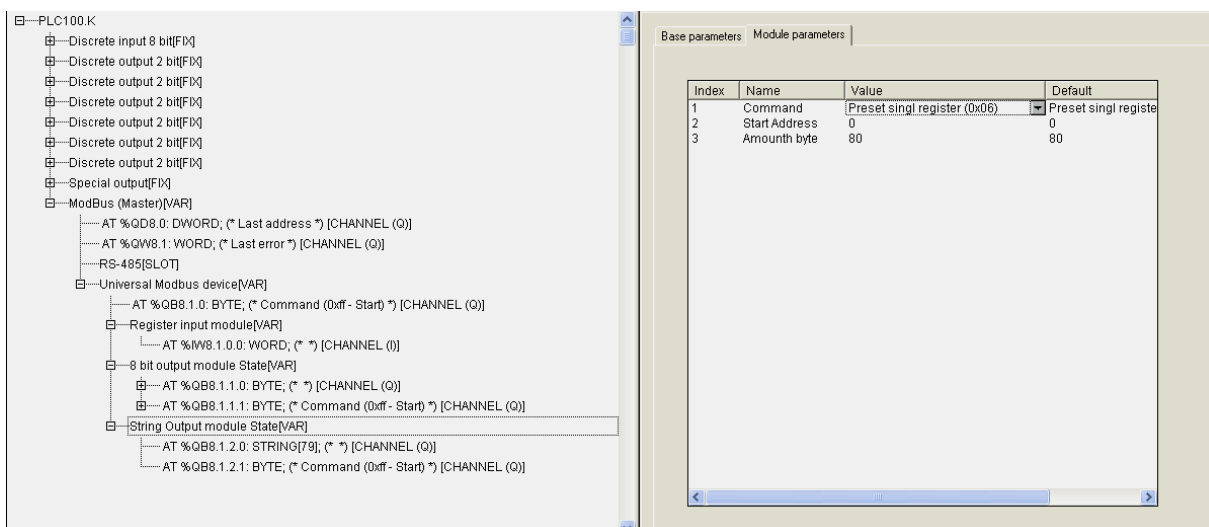 PLC100.K
Discrete input 8 bit[FIX]
Discrete output 2 bit[FIX]
Discrete output 2 bit[FIX]
Discrete output 2 bit[FIX]
Discrete output 2 bit[FIX]
Discrete output 2 bit[FIX]
Discrete output 2 bit[FIX]
Special output[FIX]
ModBus (Master)[VAR]
AT %QD8.0: DWORD; (* Last address *) [CHANNEL (Q)]
AT %QW8.1: WORD; (* Last error *) [CHANNEL (Q)]
RS-485[SLOT]
Universal Modbus device[VAR]
AT %QB8.1.0: BYTE; (* Command (0xff - Start) *) [CHANNEL (Q)]
Register input module[VAR]
AT %IW8.1.0.0: WORD; (* *) [CHANNEL (I)]
8 bit output module State[VAR]
AT %QB8.1.1.0: BYTE; (* *) [CHANNEL (Q)]
AT %QB8.1.1.1: BYTE; (* Command (0xff - Start) *) [CHANNEL (Q)]
String Output module State[VAR]
AT %QB8.1.2.0: STRING[79]; (* *) [CHANNEL (Q)]
AT %QB8.1.2.1: BYTE; (* Command (0xff - Start) *) [CHANNEL (Q)]
Base parameters Module parameters
Index Name Value Default
1 Command Preset singl register (0x06) Preset singl registe
2 Start Address 0 0
3 Amounth byte 80 80